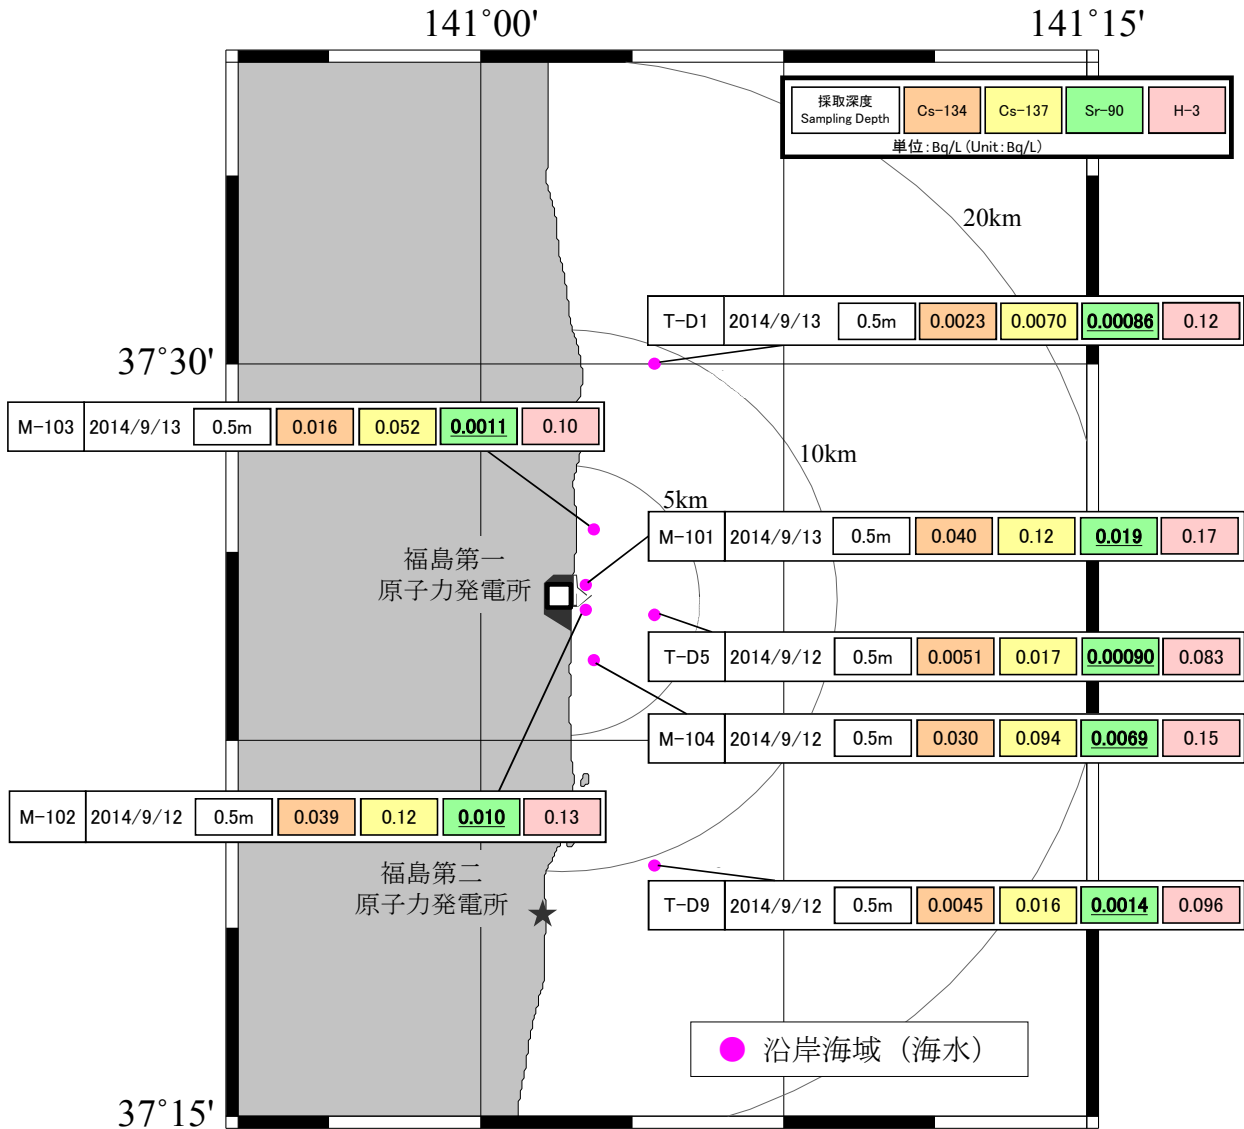 141°00'
141°15'
採取深度
Sampling Depth
Cs-134
Cs-137
Sr-90
H-3
単位:Bq/L (Unit:Bq/L)
20km
T-D1 2014/9/13 0.5m 0.0023 0.0070 0.00086 0.12
37°30'
M-103 2014/9/13 0.5m 0.016 0.052 0.0011 0.10
10km
5km
M-101 2014/9/13 0.5m 0.040 0.12 0.019 0.17
福島第一
原子力発電所
T-D5 2014/9/12 0.5m 0.0051 0.017 0.00090 0.083
M-104 2014/9/12 0.5m 0.030 0.094 0.0069 0.15
M-102 2014/9/12 0.5m 0.039 0.12 0.010 0.13
福島第二
原子力発電所
T-D9 2014/9/12 0.5m 0.0045 0.016 0.0014 0.096
沿岸海域（海水）
37°15'